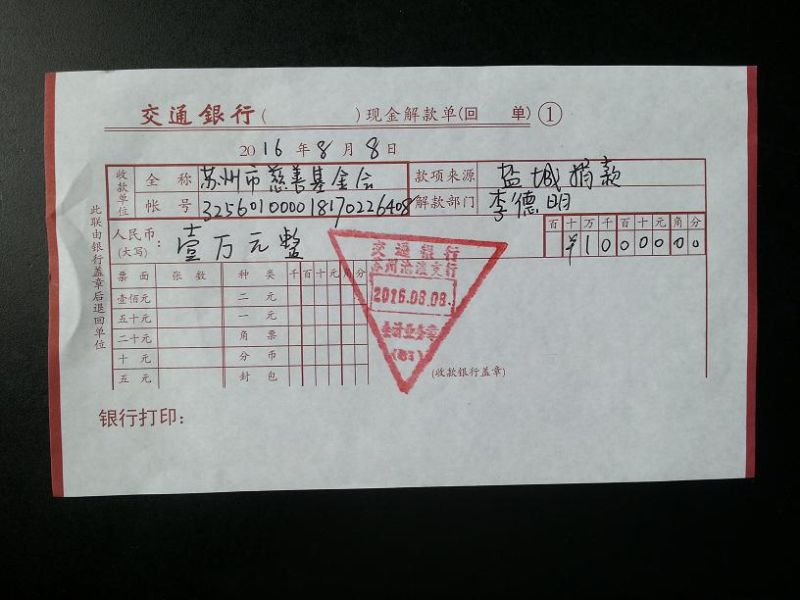 交通銀行(　　　)现金解款单(回　单)①
2016年8月8日
收款单位 全称 苏州市慈善基金会 款项来源 盐城捐款
帐号 325601000018170226408 解款部门 李德明
人民币(大写): 壹万元整 百十万千百十元角分 ¥1000000
票面 张数 种类 千百十元角分
壹佰元 二元
五十元 一元
二十元 角票
十元 分币
五元 封包
交通銀行
苏州沧浪支行
2016.08.08.
(收款银行盖章)
银行打印:
此联由银行盖章后退回单位